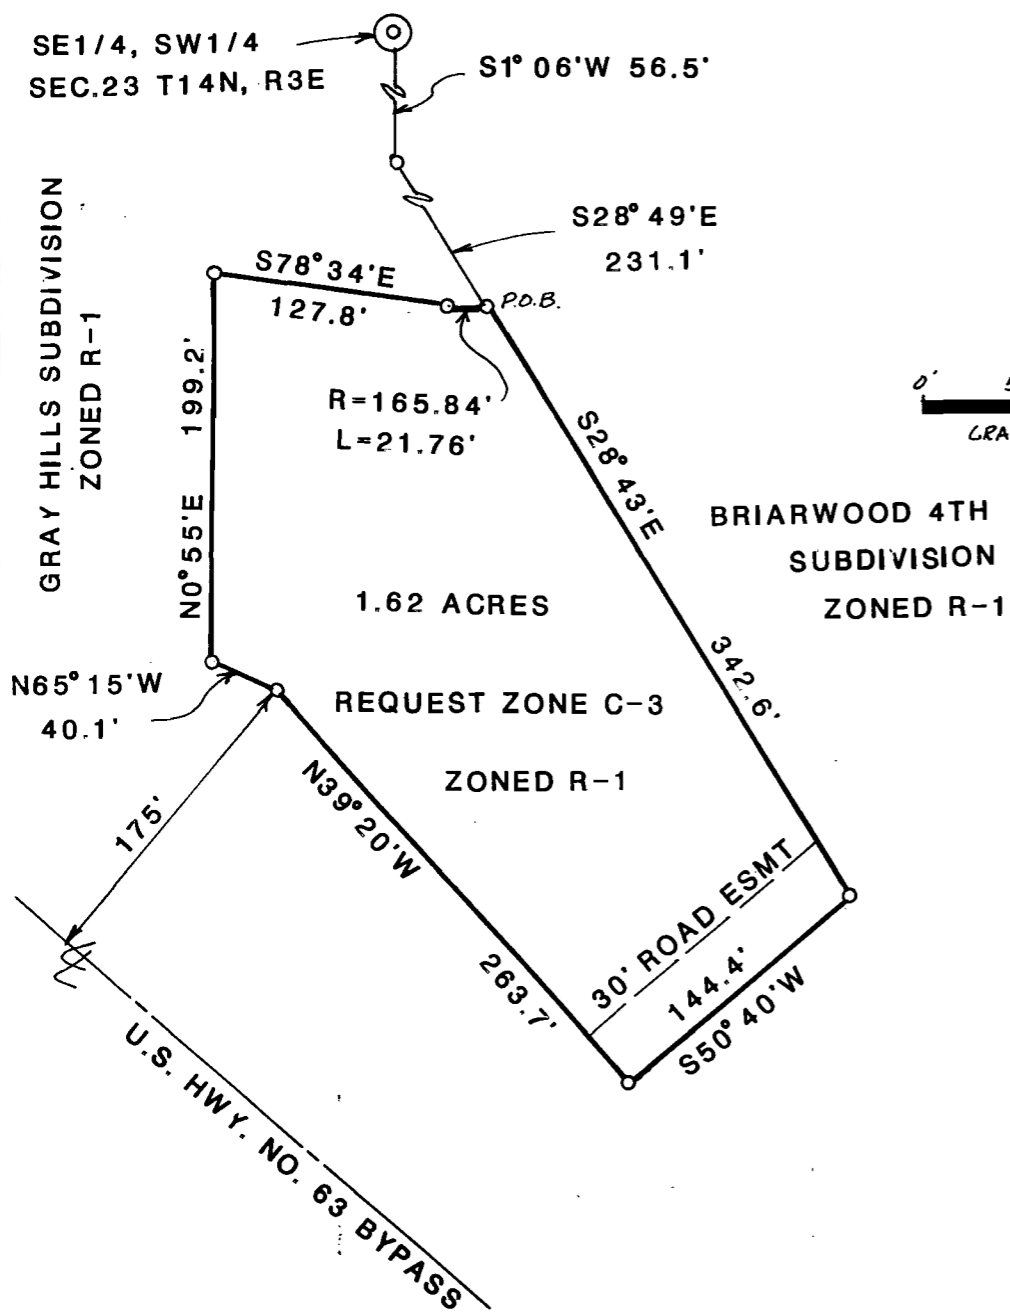 SE1/4, SW1/4
SEC.23 T14N, R3E
S1°06'W 56.5'
S28°49'E
231.1'
GRAY HILLS SUBDIVISION
ZONED R-1
S78°34'E
127.8'
P.O.B.
R=165.84'
L=21.76'
N0°55'E 199.2'
S28°43'E 342.6'
0'
BRIARWOOD 4TH
SUBDIVISION
ZONED R-1
1.62 ACRES
N65°15'W
40.1'
REQUEST ZONE C-3
ZONED R-1
175'
N39°20'W 263.7'
30' ROAD ESMT
144.4'
S50°40'W
U.S. HWY. NO. 63 BYPASS